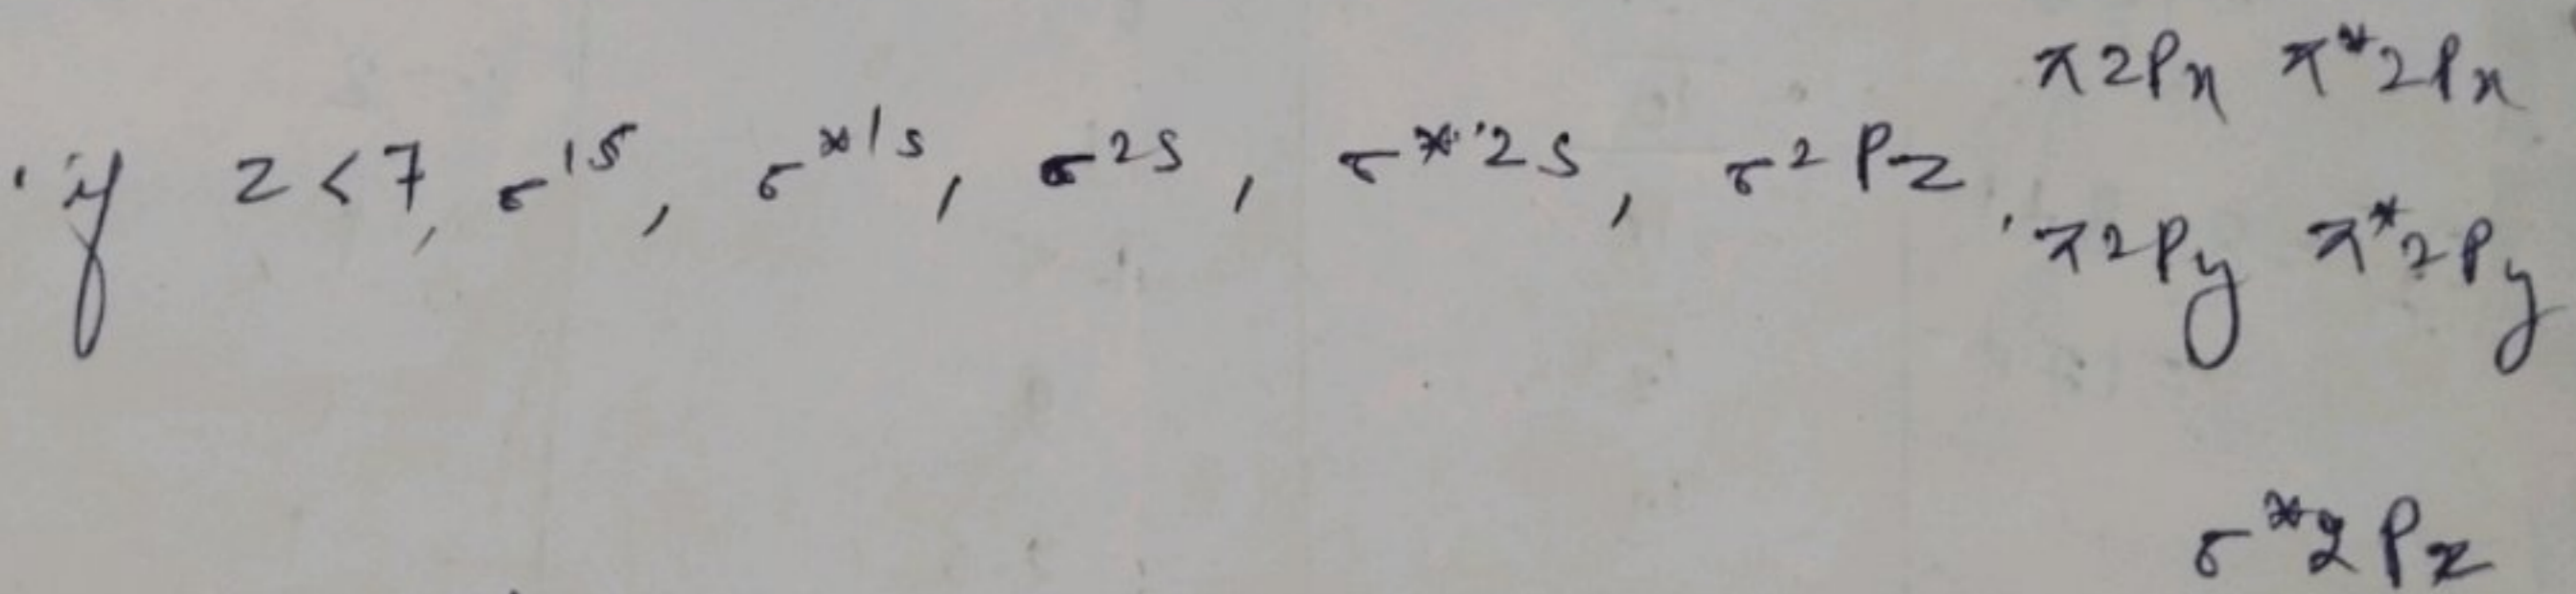 π2Px π*2Px
if z<7, σ1s, σ*1s, σ2s, σ*2s, σ2Pz,
π2Py π*2Py
σ*2Pz